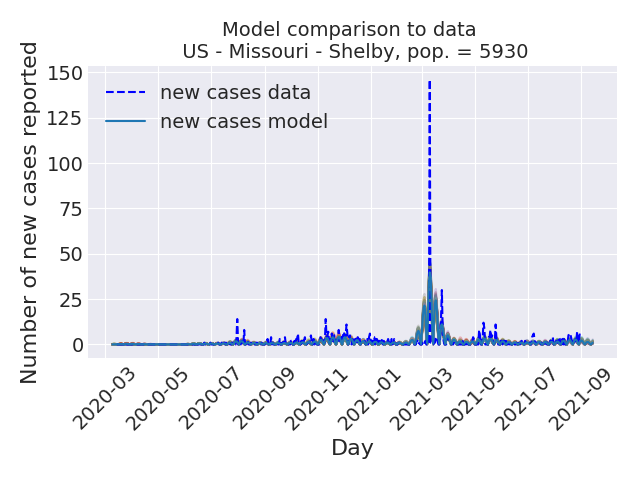 Model comparison to data
US - Missouri - Shelby, pop. = 5930
Number of new cases reported
150
125
100
75
50
25
0
new cases data
new cases model
2020-03
2020-05
2020-07
2020-09
2020-11
2021-01
2021-03
2021-05
2021-07
2021-09
Day